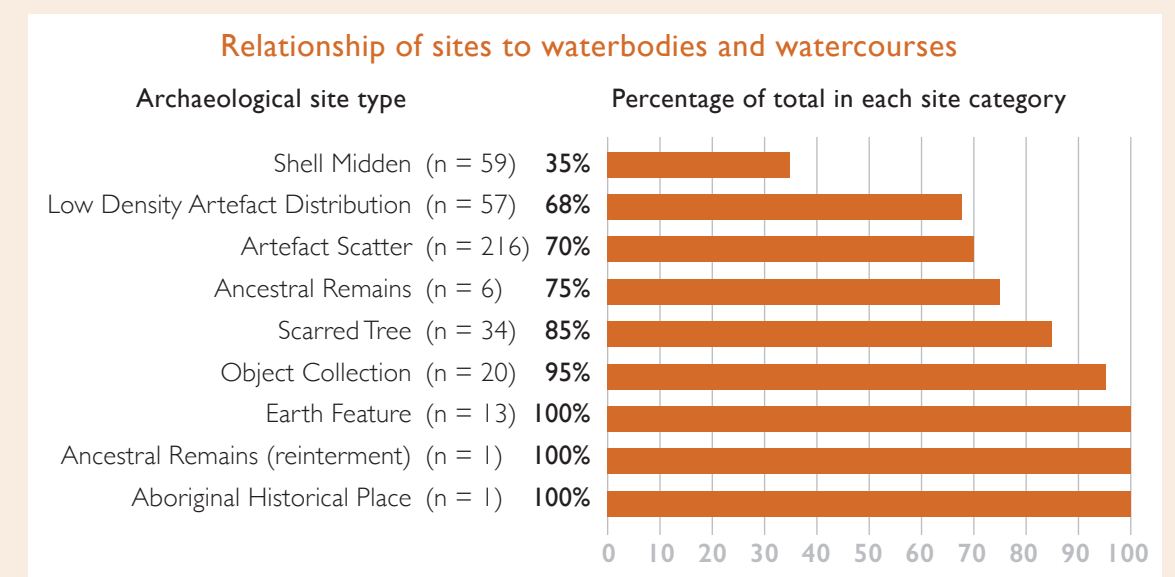 Relationship of sites to waterbodies and watercourses
Archaeological site type Percentage of total in each site category
Shell Midden (n = 59) 35%
Low Density Artefact Distribution (n = 57) 68%
Artefact Scatter (n = 216) 70%
Ancestral Remains (n = 6) 75%
Scarred Tree (n = 34) 85%
Object Collection (n = 20) 95%
Earth Feature (n = 13) 100%
Ancestral Remains (reinterment) (n = 1) 100%
Aboriginal Historical Place (n = 1) 100%
0 10 20 30 40 50 60 70 80 90 100